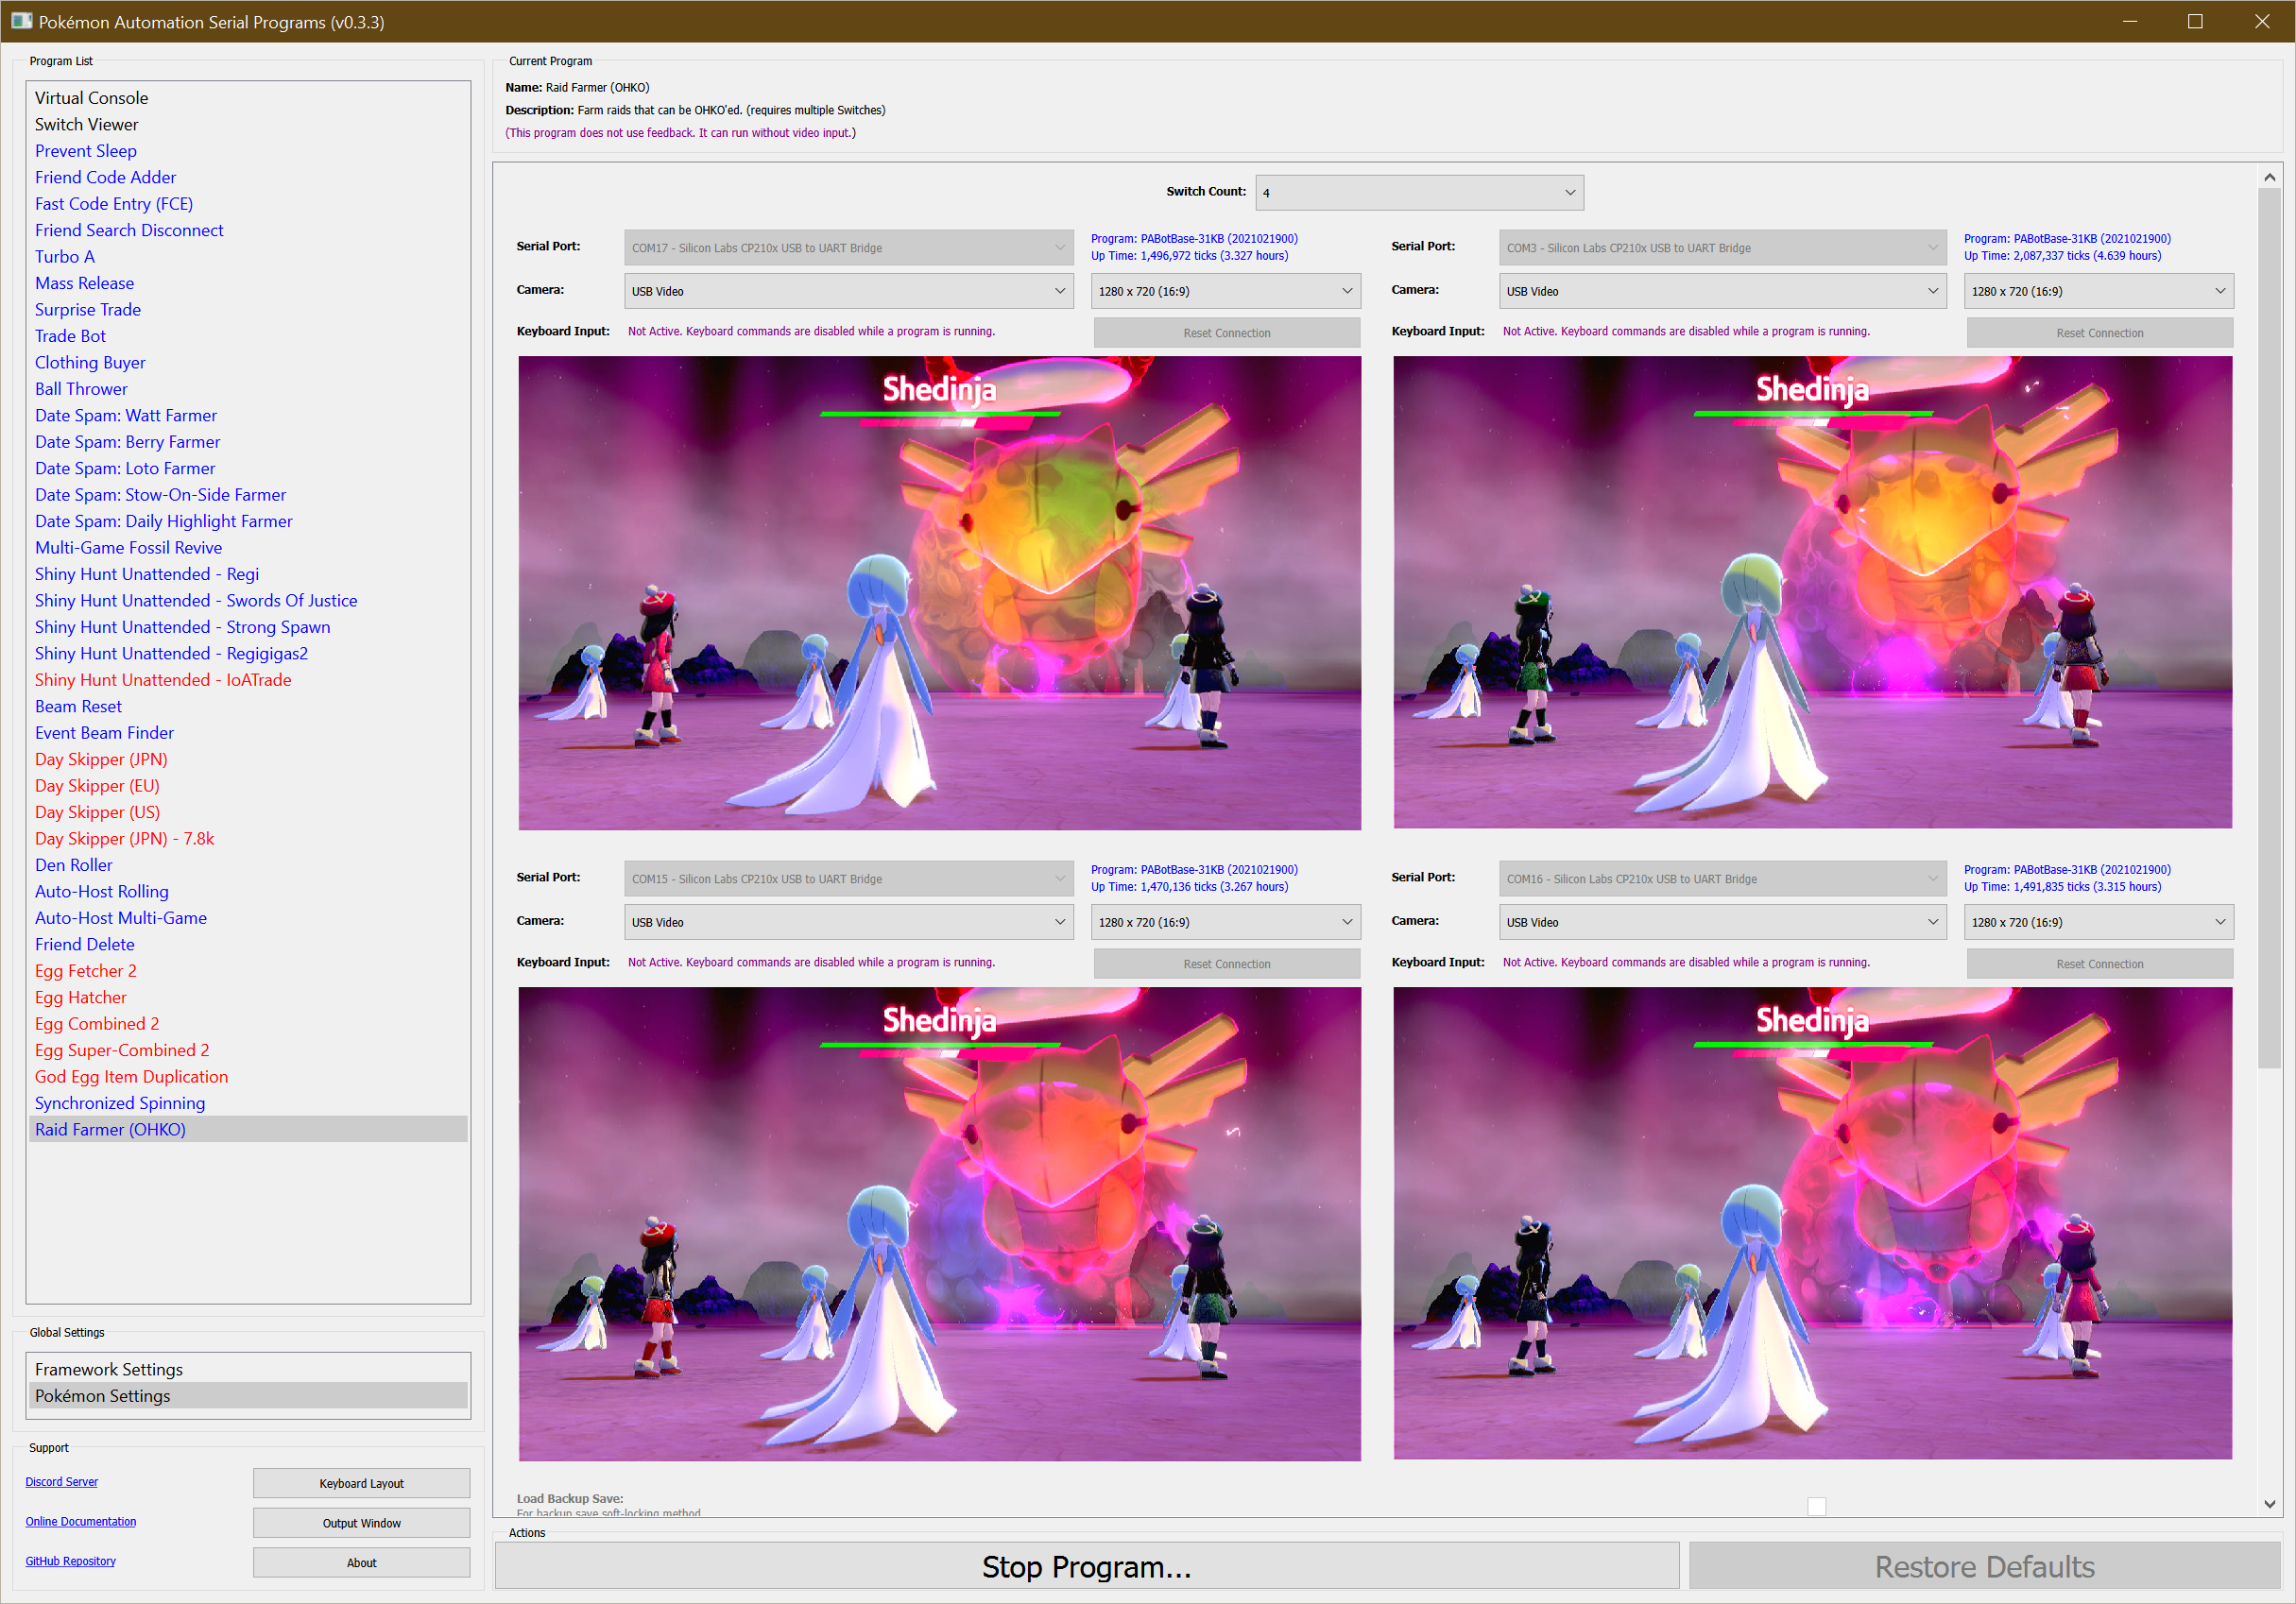 Pokémon Automation Serial Programs (v0.3.3)
Program List
Virtual Console
Switch Viewer
Prevent Sleep
Friend Code Adder
Fast Code Entry (FCE)
Friend Search Disconnect
Turbo A
Mass Release
Surprise Trade
Trade Bot
Clothing Buyer
Ball Thrower
Date Spam: Watt Farmer
Date Spam: Berry Farmer
Date Spam: Loto Farmer
Date Spam: Stow-On-Side Farmer
Date Spam: Daily Highlight Farmer
Multi-Game Fossil Revive
Shiny Hunt Unattended - Regi
Shiny Hunt Unattended - Swords Of Justice
Shiny Hunt Unattended - Strong Spawn
Shiny Hunt Unattended - Regigigas2
Shiny Hunt Unattended - IoATrade
Beam Reset
Event Beam Finder
Day Skipper (JPN)
Day Skipper (EU)
Day Skipper (US)
Day Skipper (JPN) - 7.8k
Den Roller
Auto-Host Rolling
Auto-Host Multi-Game
Friend Delete
Egg Fetcher 2
Egg Hatcher
Egg Combined 2
Egg Super-Combined 2
God Egg Item Duplication
Synchronized Spinning
Raid Farmer (OHKO)
Global Settings
Framework Settings
Pokémon Settings
Support
Discord Server
Keyboard Layout
Online Documentation
Output Window
GitHub Repository
About
Current Program
Name: Raid Farmer (OHKO)
Description: Farm raids that can be OHKO'ed. (requires multiple Switches)
(This program does not use feedback. It can run without video input.)
Switch Count: 4
Serial Port: COM17 - Silicon Labs CP210x USB to UART Bridge
Program: PABotBase-31KB (2021021900)
Up Time: 1,496,972 ticks (3.327 hours)
Camera: USB Video 1280 x 720 (16:9)
Keyboard Input: Not Active. Keyboard commands are disabled while a program is running. Reset Connection
Shedinja
Serial Port: COM3 - Silicon Labs CP210x USB to UART Bridge
Program: PABotBase-31KB (2021021900)
Up Time: 2,087,337 ticks (4.639 hours)
Camera: USB Video 1280 x 720 (16:9)
Keyboard Input: Not Active. Keyboard commands are disabled while a program is running. Reset Connection
Shedinja
Serial Port: COM15 - Silicon Labs CP210x USB to UART Bridge
Program: PABotBase-31KB (2021021900)
Up Time: 1,470,136 ticks (3.267 hours)
Camera: USB Video 1280 x 720 (16:9)
Keyboard Input: Not Active. Keyboard commands are disabled while a program is running. Reset Connection
Shedinja
Serial Port: COM16 - Silicon Labs CP210x USB to UART Bridge
Program: PABotBase-31KB (2021021900)
Up Time: 1,491,835 ticks (3.315 hours)
Camera: USB Video 1280 x 720 (16:9)
Keyboard Input: Not Active. Keyboard commands are disabled while a program is running. Reset Connection
Shedinja
Load Backup Save:
For backup save soft-locking method
Actions
Stop Program...
Restore Defaults